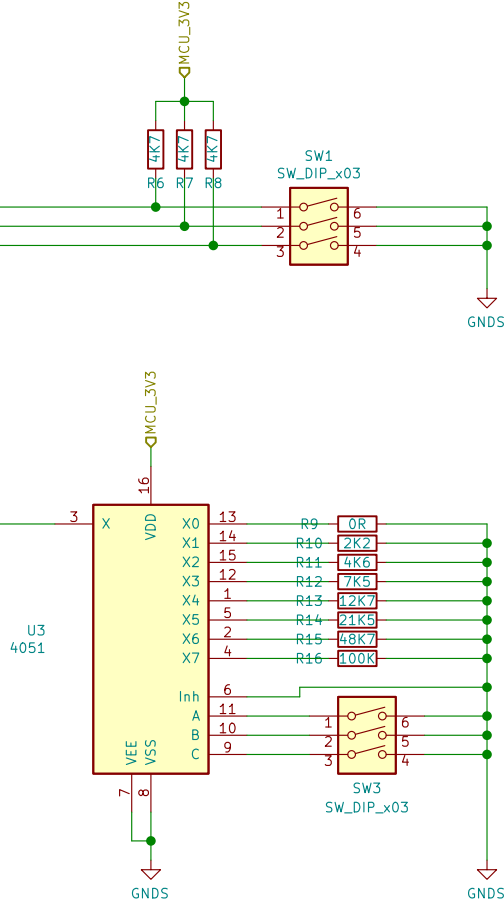 MCU_3V3
4K7 4K7 4K7
R6 R7 R8
SW1
SW_DIP_x03
1 6
2 5
3 4
GNDS
MCU_3V3
16
3 X VDD X0 13 R9 0R
X1 14 R10 2K2
X2 15 R11 4K6
X3 12 R12 7K5
X4 1 R13 12K7
X5 5 R14 21K5
U3 X6 2 R15 48K7
4051 X7 4 R16 100K
Inh 6
A 11 1 6
B 10 2 5
VEE VSS C 9 3 4
7 8 SW3
SW_DIP_x03
GNDS GNDS